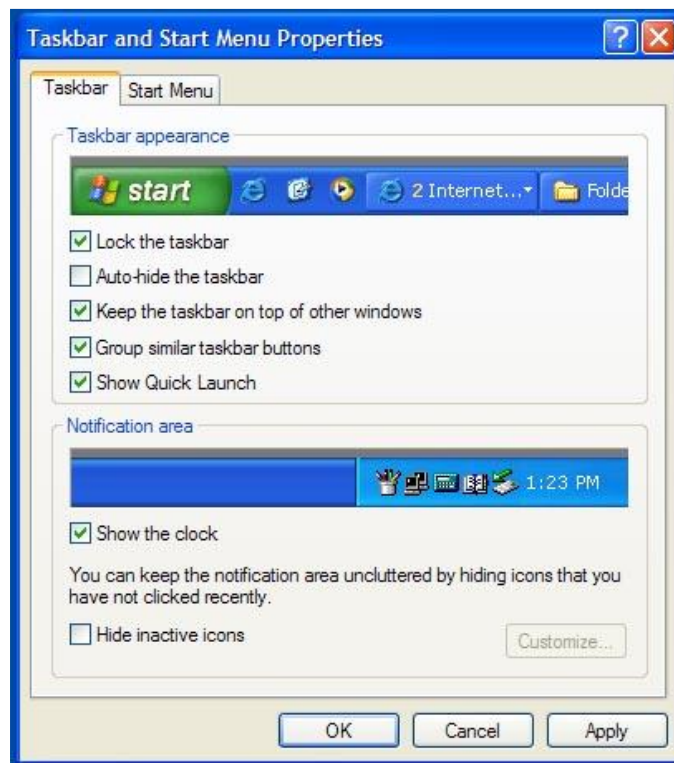 Taskbar and Start Menu Properties
Taskbar
Start Menu
Taskbar appearance
start
2 Internet...
Folde
Lock the taskbar
Auto-hide the taskbar
Keep the taskbar on top of other windows
Group similar taskbar buttons
Show Quick Launch
Notification area
1:23 PM
Show the clock
You can keep the notification area uncluttered by hiding icons that you
have not clicked recently.
Hide inactive icons
Customize...
OK
Cancel
Apply